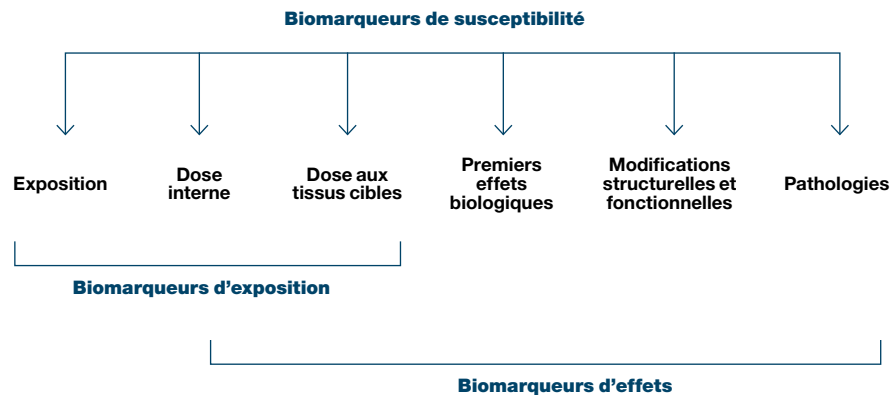 Biomarqueurs de susceptibilité
Exposition
Dose
interne
Dose aux
tissus cibles
Premiers
effets
biologiques
Modifications
structurelles et
fonctionnelles
Pathologies
Biomarqueurs d'exposition
Biomarqueurs d'effets